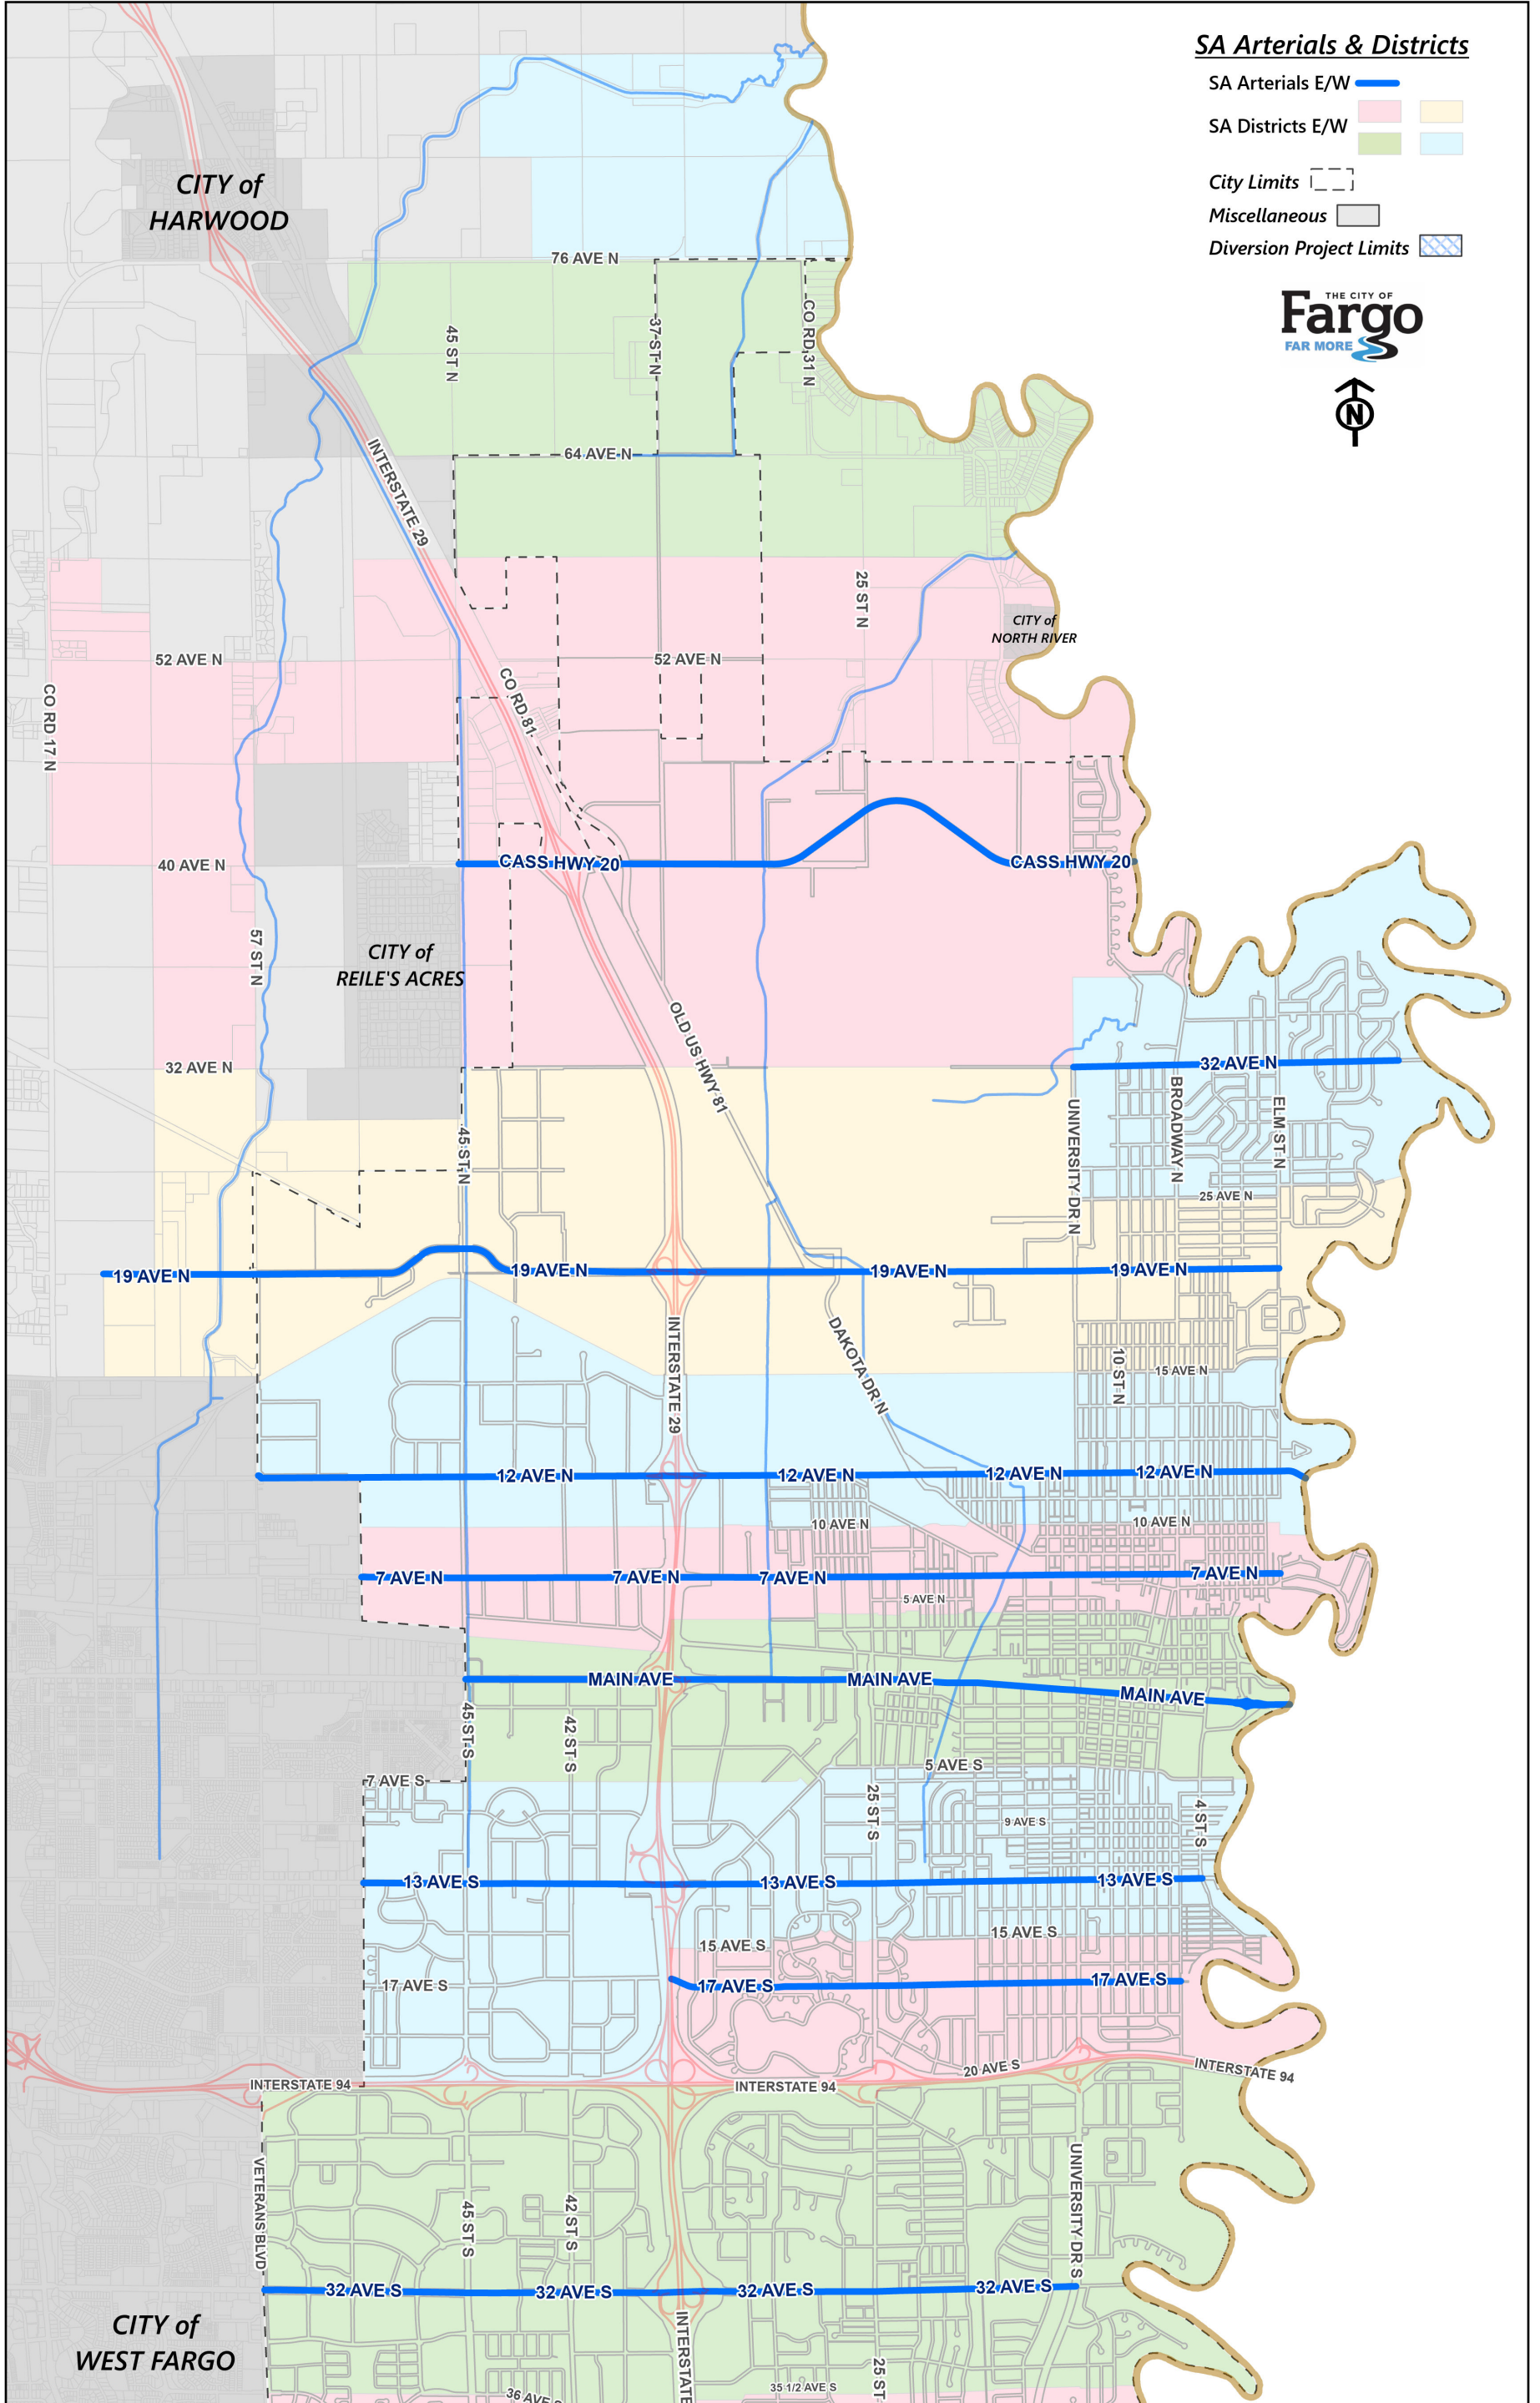 SA Arterials & Districts
SA Arterials E/W
SA Districts E/W
City Limits
Miscellaneous
Diversion Project Limits
THE CITY OF
Fargo
FAR MORE
N
CITY of
HARWOOD
76 AVE N
45 ST N
37 ST N
CO RD 31 N
INTERSTATE 29
64 AVE N
25 ST N
CITY of
NORTH RIVER
52 AVE N
52 AVE N
CO RD 17 N
CO RD 81
40 AVE N
CASS HWY 20
CASS HWY 20
57 ST N
CITY of
REILE'S ACRES
OLD US HWY 81
32 AVE N
32 AVE N
UNIVERSITY DR N
BROADWAY N
ELM ST N
45 ST N
25 AVE N
19 AVE N
19 AVE N
19 AVE N
19 AVE N
INTERSTATE 29
DAKOTA DR N
10 ST N
15 AVE N
12 AVE N
12 AVE N
12 AVE N
12 AVE N
10 AVE N
10 AVE N
7 AVE N
7 AVE N
7 AVE N
7 AVE N
5 AVE N
MAIN AVE
MAIN AVE
MAIN AVE
45 ST S
42 ST S
5 AVE S
7 AVE S
25 ST S
9 AVE S
4 ST S
13 AVE S
13 AVE S
13 AVE S
15 AVE S
15 AVE S
17 AVE S
17 AVE S
17 AVE S
20 AVE S
INTERSTATE 94
INTERSTATE 94
INTERSTATE 94
VETERANS BLVD
45 ST S
42 ST S
UNIVERSITY DR S
32 AVE S
32 AVE S
32 AVE S
32 AVE S
CITY of
WEST FARGO
INTERSTATE
25 ST
35 1/2 AVE S
36 AVE S